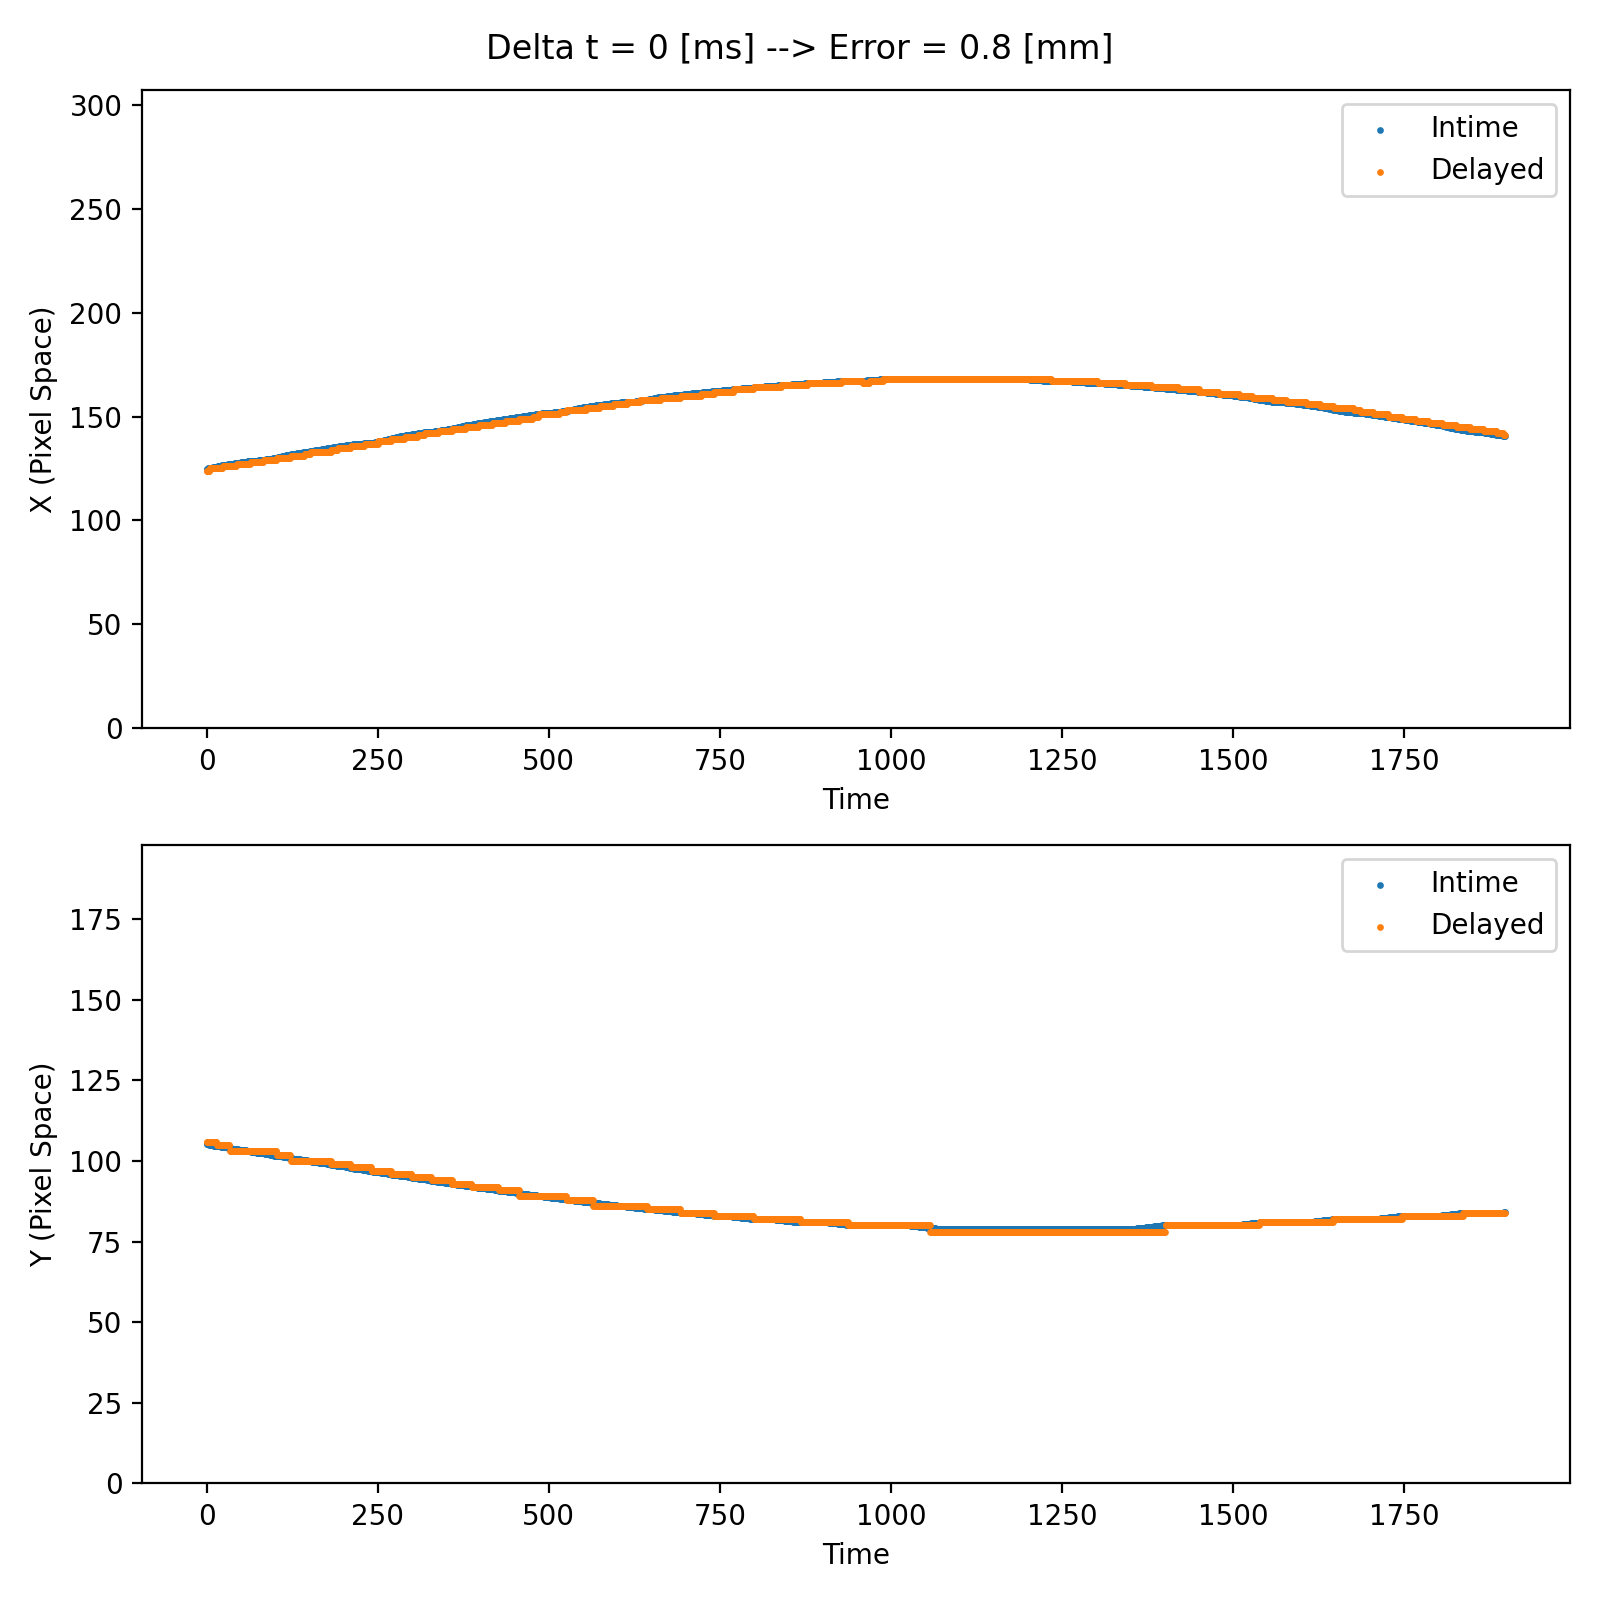 Delta t = 0 [ms] --> Error = 0.8 [mm]
300
250
200
150
100
50
0
X (Pixel Space)
Intime
Delayed
0 250 500 750 1000 1250 1500 1750
Time
175
150
125
100
75
50
25
0
Y (Pixel Space)
Intime
Delayed
0 250 500 750 1000 1250 1500 1750
Time